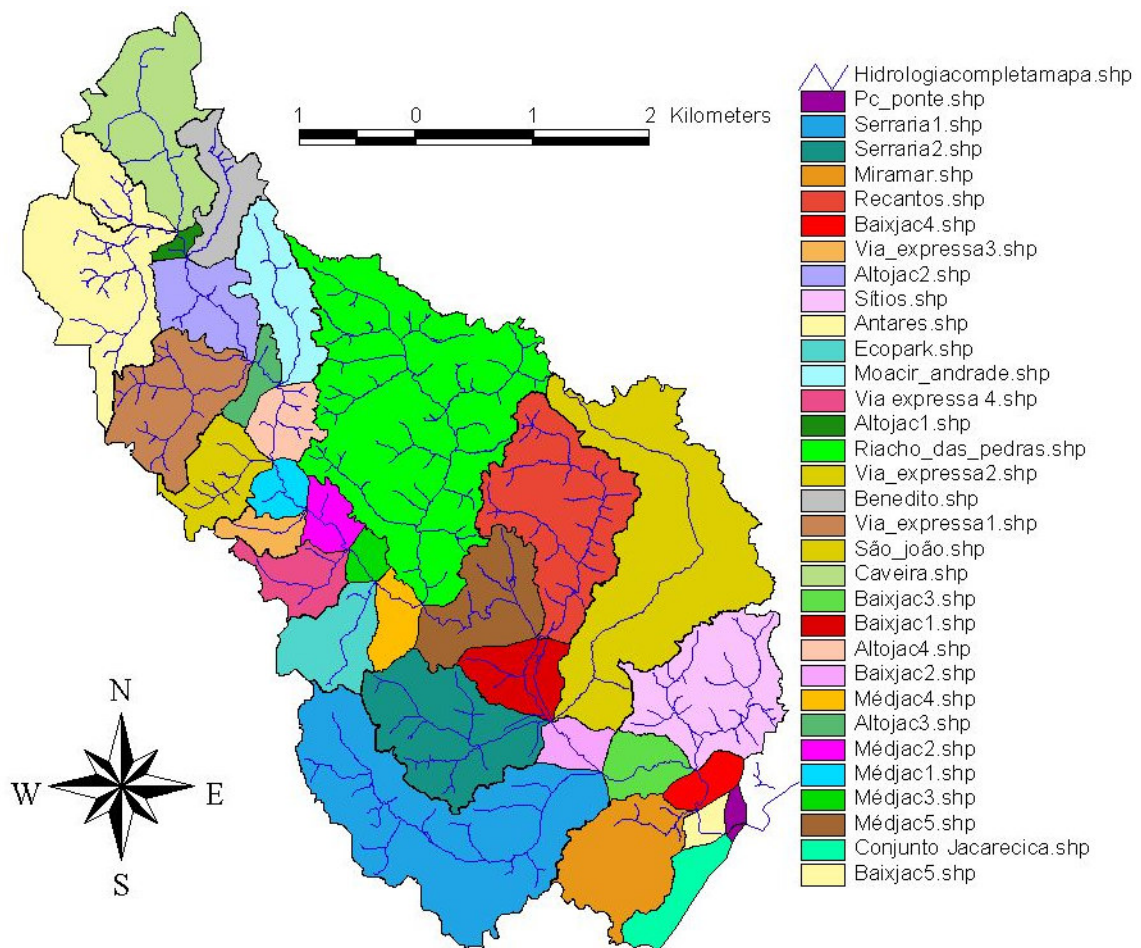 1 0 1 2 Kilometers
Hidrologiacompletamapa.shp
Pc_ponte.shp
Serraria1.shp
Serraria2.shp
Miramar.shp
Recantos.shp
Baixjac4.shp
Via_expressa3.shp
Altojac2.shp
Sítios.shp
Antares.shp
Ecopark.shp
Moacir_andrade.shp
Via expressa 4.shp
Altojac1.shp
Riacho_das_pedras.shp
Via_expressa2.shp
Benedito.shp
Via_expressa1.shp
São_joão.shp
Caveira.shp
Baixjac3.shp
Baixjac1.shp
Altojac4.shp
Baixjac2.shp
Médjac4.shp
Altojac3.shp
Médjac2.shp
Médjac1.shp
Médjac3.shp
Médjac5.shp
Conjunto Jacarecica.shp
Baixjac5.shp
N
W E
S